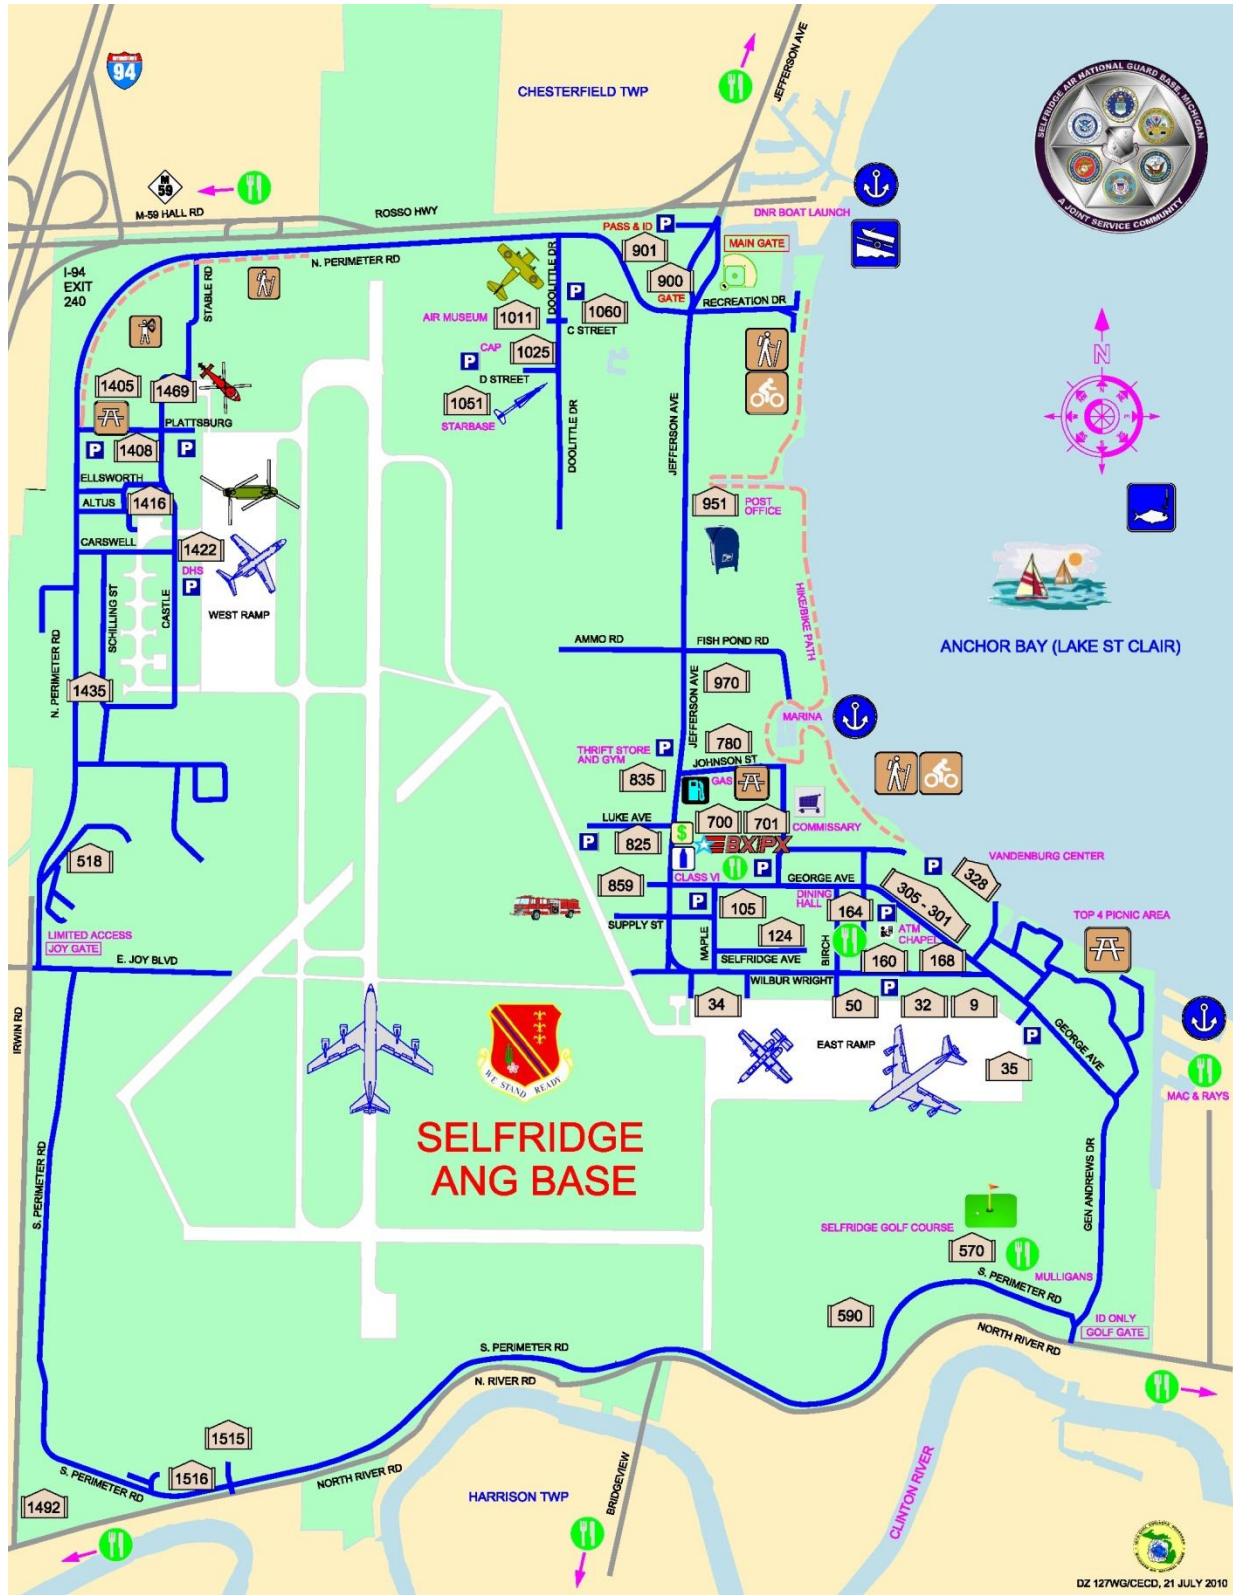 INTERSTATE
94
CHESTERFIELD TWP
JEFFERSON AVE
SELFRIDGE AIR NATIONAL GUARD BASE, MICHIGAN
A JOINT SERVICE COMMUNITY
M
59
M-59 HALL RD
ROSSO HWY
DNR BOAT LAUNCH
PASS & ID
P
901
MAIN GATE
900
GATE
RECREATION DR
I-94
EXIT
240
N. PERIMETER RD
STABLE RD
DOOLITTLE DR
P
AIR MUSEUM
1011
1060
C STREET
CAP
1025
P
D STREET
1051
STARBASE
DOOLITTLE DR
JEFFERSON AVE
N
1405
1469
PLATTSBURG
P
1408
P
ELLSWORTH
ALTUS
1416
CARSWELL
1422
DHS
P
WEST RAMP
SCHILLING ST
CASTLE
N. PERIMETER RD
1435
951
POST
OFFICE
HIKE/BIKE PATH
AMMO RD
FISH POND RD
ANCHOR BAY (LAKE ST CLAIR)
970
JEFFERSON AVE
MARINA
780
THRIFT STORE
AND GYM
P
JOHNSON ST
835
GAS
700
701
COMMISSARY
LUKE AVE
P
825
$
BX/PX
CLASS VI
P
GEORGE AVE
859
P
328
VANDENBURG CENTER
305 - 301
518
P
105
DINING
HALL
164
P
ATM
CHAPEL
SUPPLY ST
MAPLE
124
BIRCH
160
168
SELFRIDGE AVE
TOP 4 PICNIC AREA
LIMITED ACCESS
JOY GATE
E. JOY BLVD
WILBUR WRIGHT
P
34
50
32
9
IRWIN RD
EAST RAMP
P
35
GEORGE AVE
MAC & RAYS
WE STAND READY
SELFRIDGE
ANG BASE
S. PERIMETER RD
GEN ANDREWS DR
SELFRIDGE GOLF COURSE
570
MULLIGANS
S. PERIMETER RD
590
ID ONLY
GOLF GATE
NORTH RIVER RD
S. PERIMETER RD
N. RIVER RD
1515
1516
S. PERIMETER RD
1492
NORTH RIVER RD
BRIDGEVIEW
HARRISON TWP
CLINTON RIVER
DZ 127WG/CECD, 21 JULY 2010